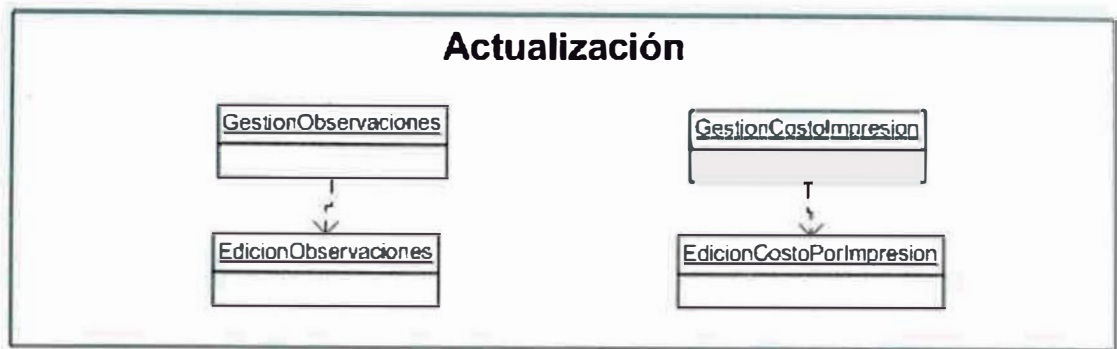 Actualización
GestionObservaciones
GestionCostoImpresion
EdicionObservaciones
EdicionCostoPorImpresion